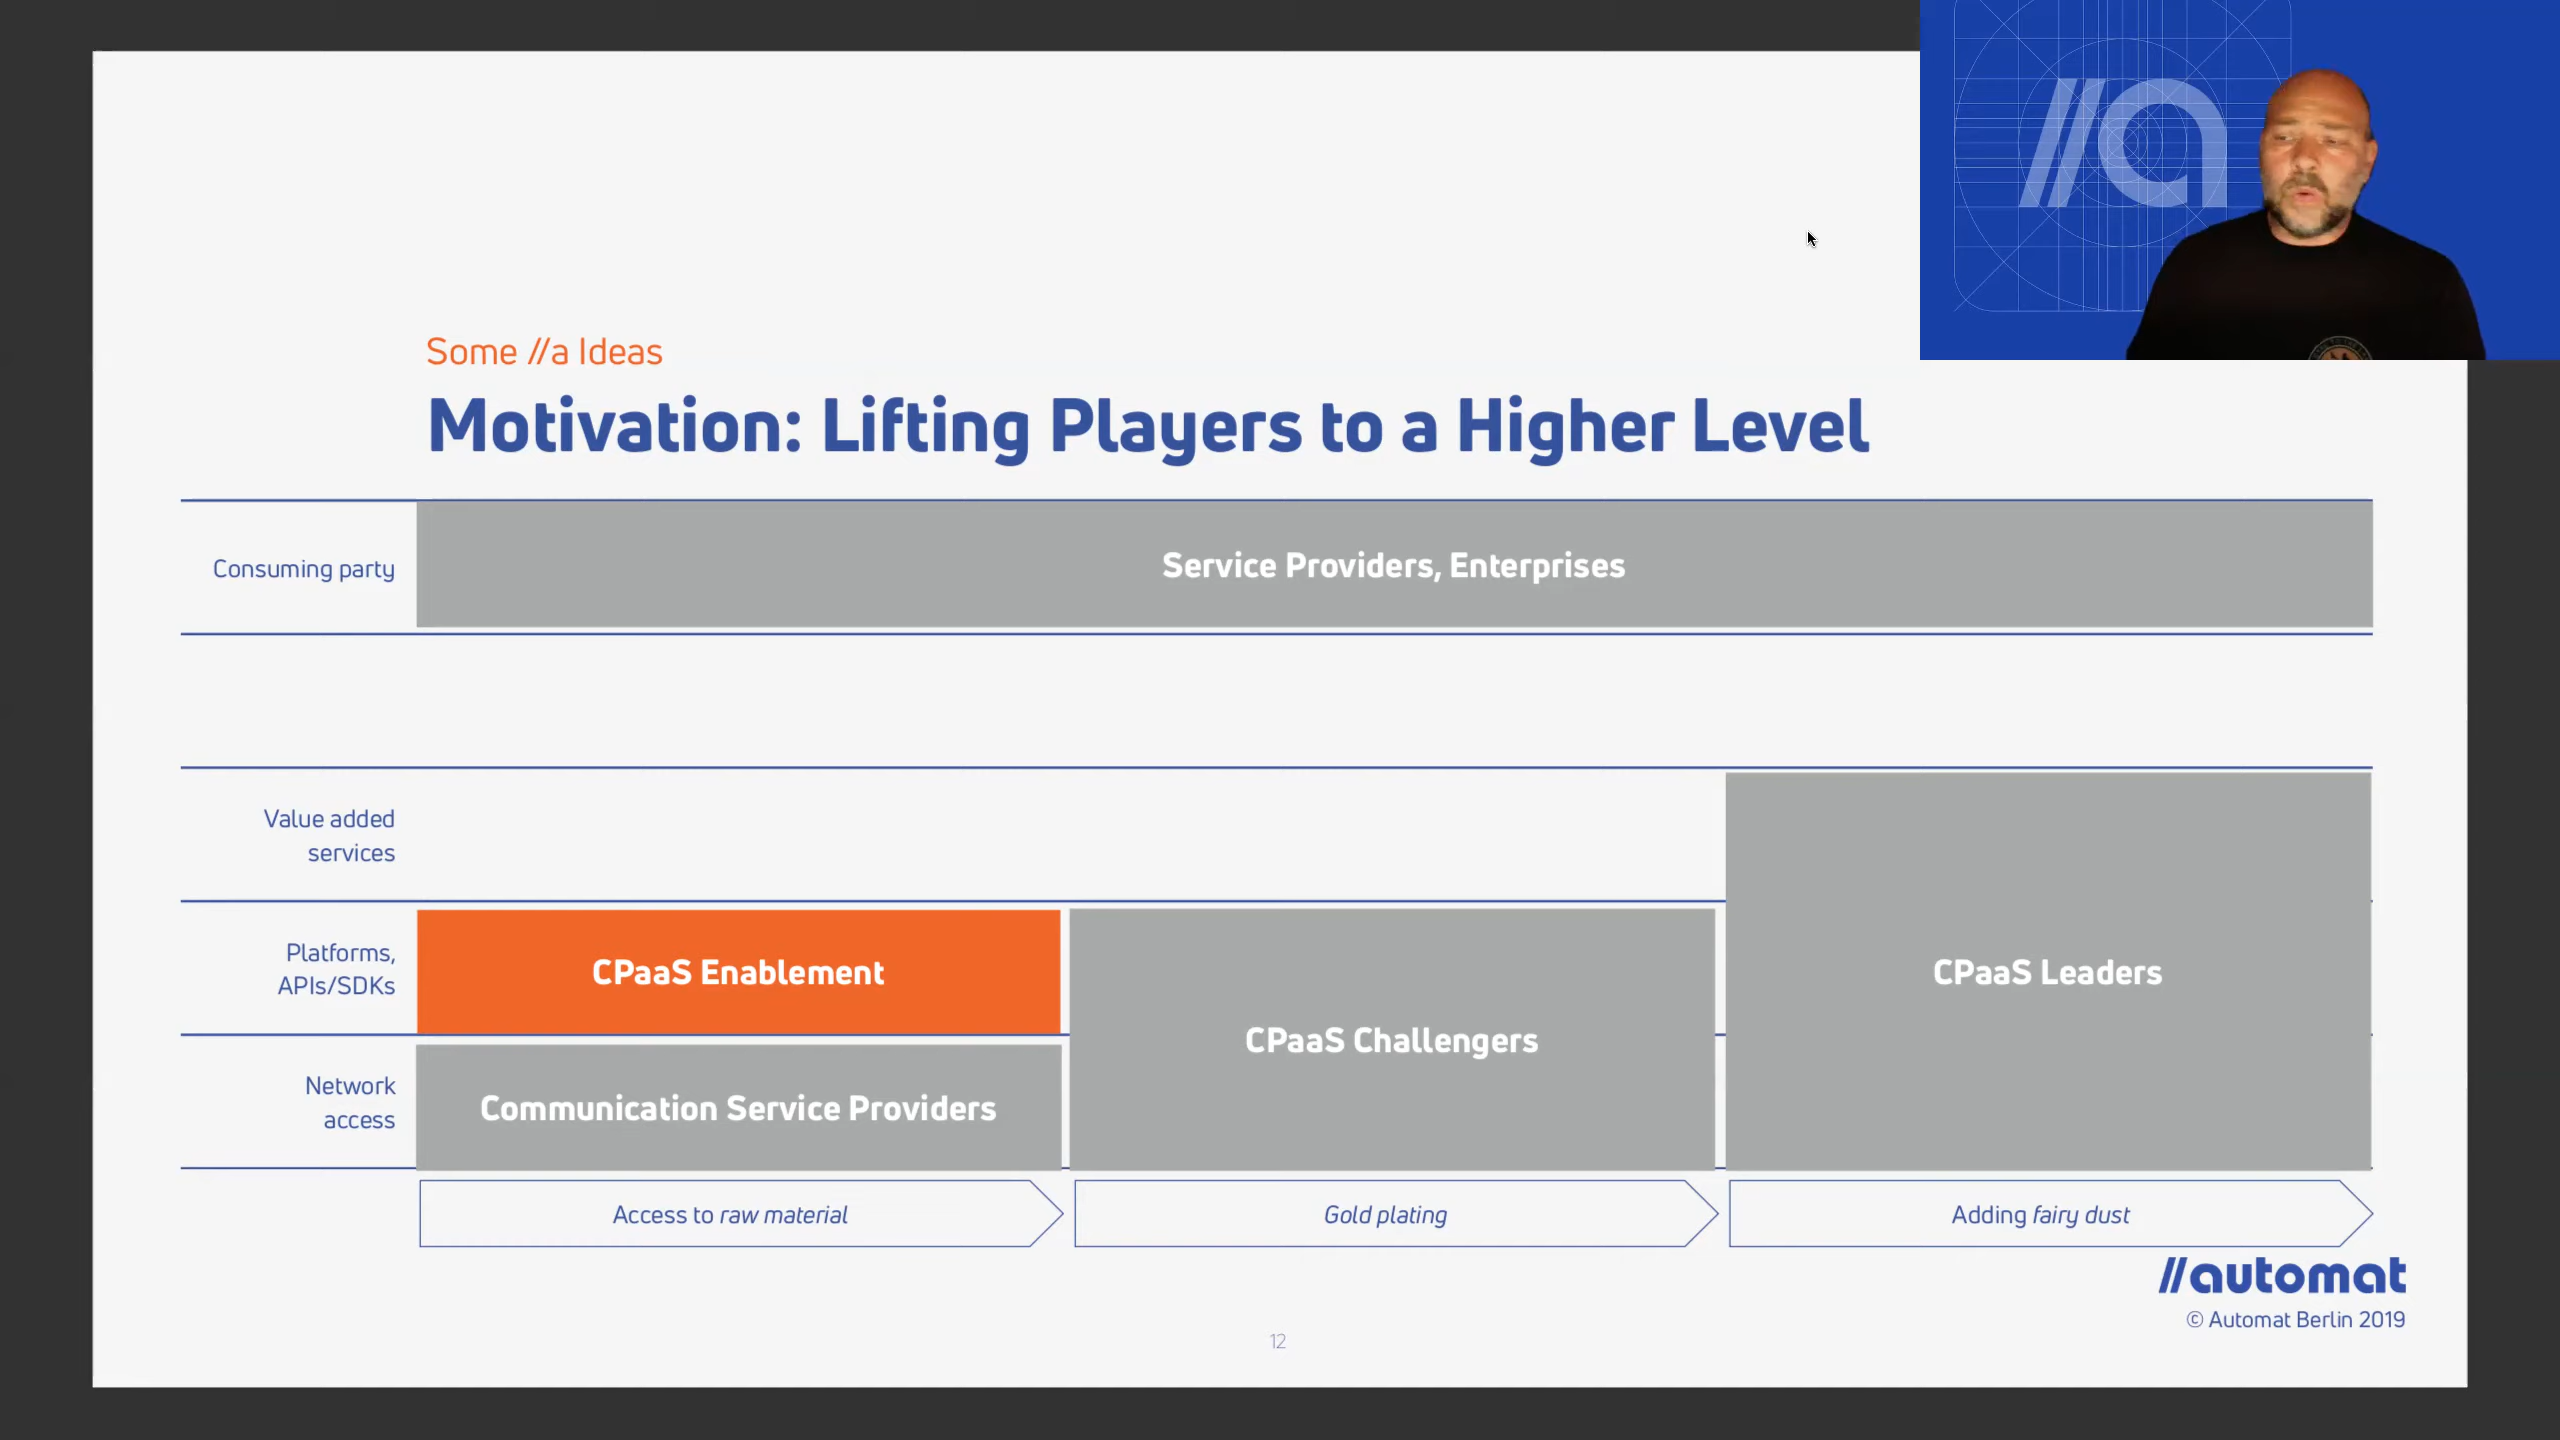 //a
Some //a Ideas
Motivation: Lifting Players to a Higher Level
Consuming party
Service Providers, Enterprises
Value added
services
Platforms,
APIs/SDKs
CPaaS Enablement
CPaaS Leaders
CPaaS Challengers
Network
access
Communication Service Providers
Access to raw material
Gold plating
Adding fairy dust
//automat
© Automat Berlin 2019
12